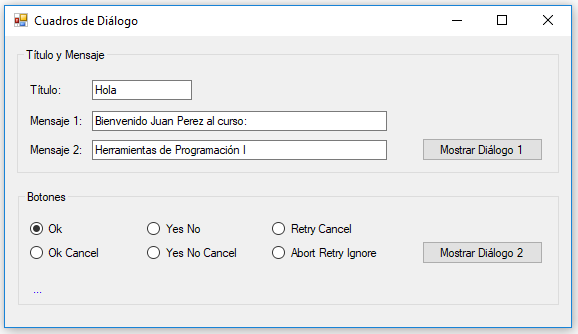 Cuadros de Diálogo
Título y Mensaje
Título: Hola
Mensaje 1: Bienvenido Juan Perez al curso:
Mensaje 2: Herramientas de Programación I Mostrar Diálogo 1
Botones
Ok Yes No Retry Cancel
Ok Cancel Yes No Cancel Abort Retry Ignore Mostrar Diálogo 2
...